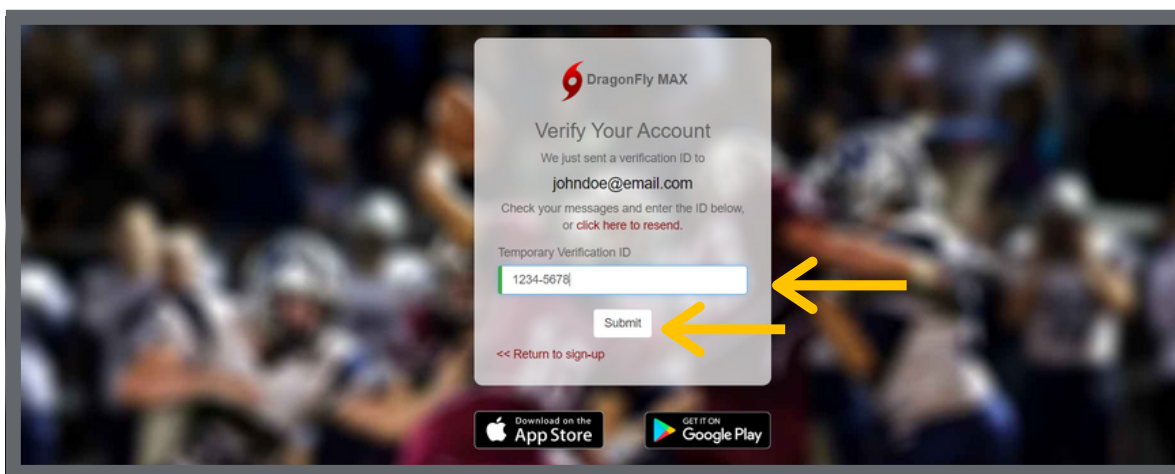 DragonFly MAX
Verify Your Account
We just sent a verification ID to
johndoe@email.com
Check your messages and enter the ID below,
or click here to resend.
Temporary Verification ID
1234-5678
Submit
<< Return to sign-up
Download on the
App Store
GET IT ON
Google Play